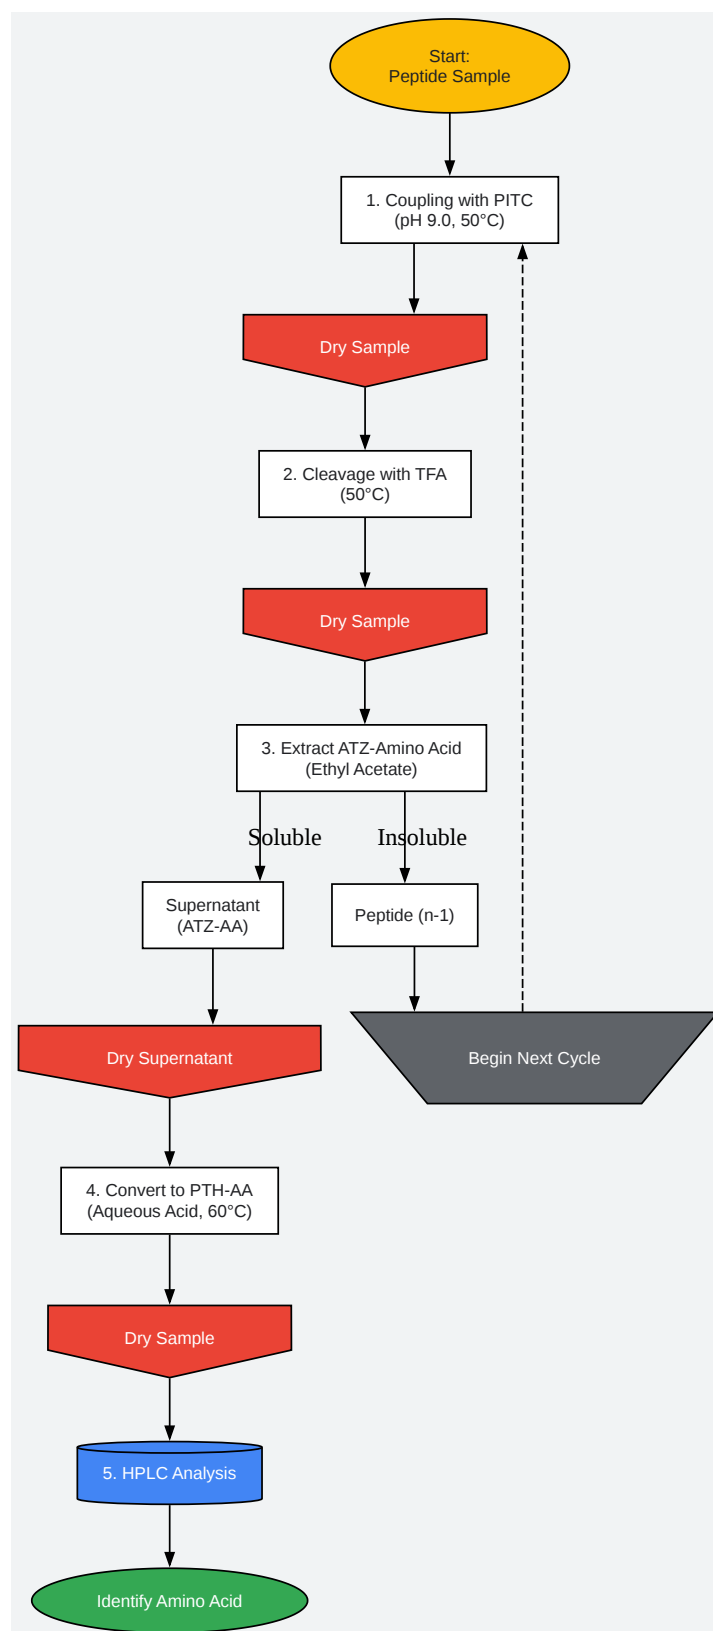 Start:
Peptide Sample
1. Coupling with PITC
(pH 9.0, 50°C)
Dry Sample
2. Cleavage with TFA
(50°C)
Dry Sample
3. Extract ATZ-Amino Acid
(Ethyl Acetate)
Soluble
Insoluble
Supernatant
(ATZ-AA)
Peptide (n-1)
Dry Supernatant
Begin Next Cycle
4. Convert to PTH-AA
(Aqueous Acid, 60°C)
Dry Sample
5. HPLC Analysis
Identify Amino Acid